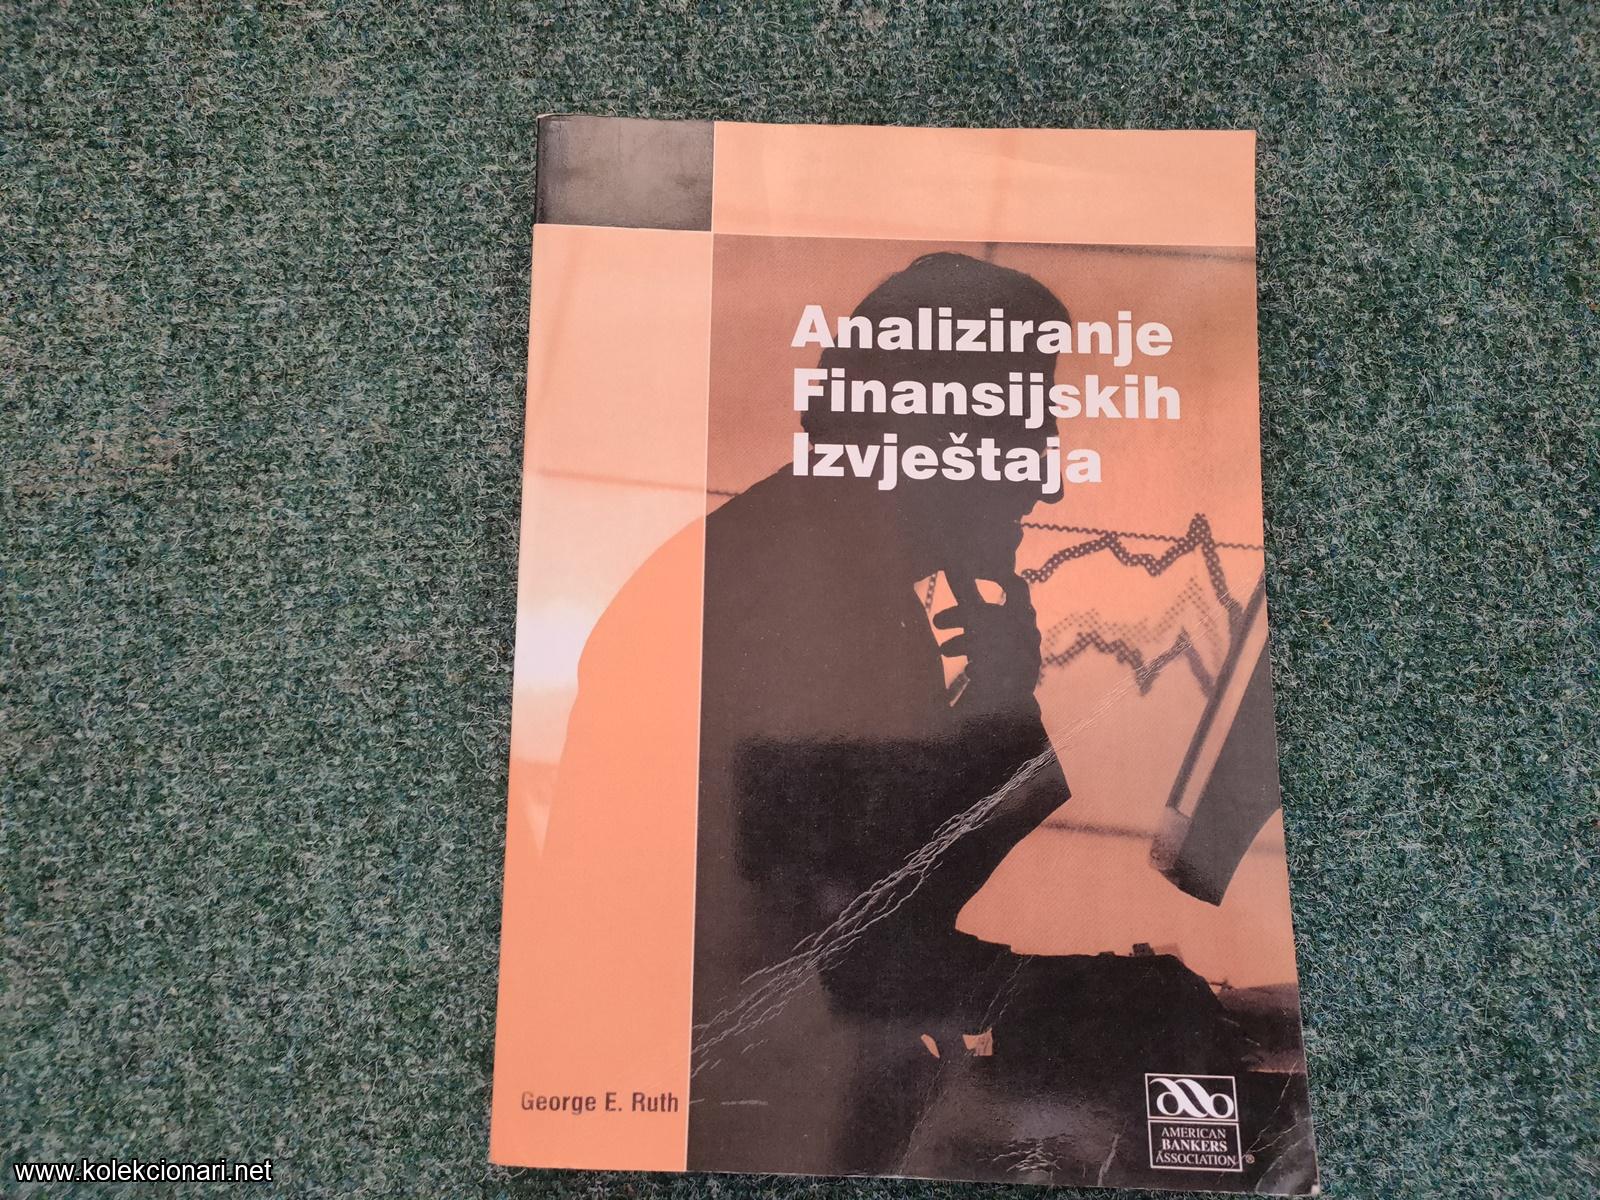 Analiziranje
Finansijskih
Izvještaja
George E. Ruth
AMERICAN
BANKERS
ASSOCIATION®
www.kolekcionari.net